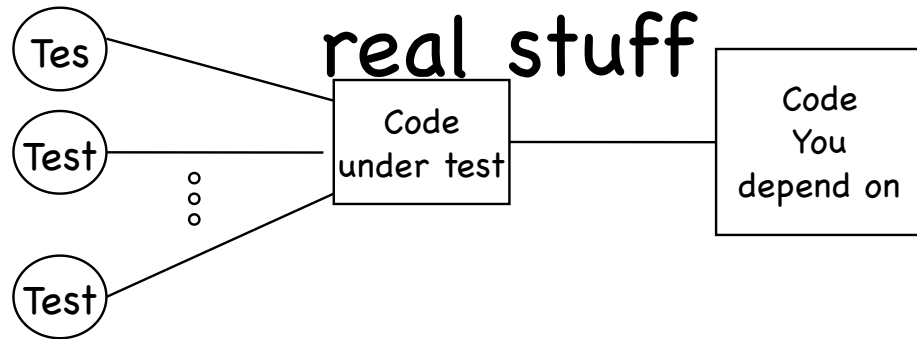 real stuff
Tes
Test
Test
Code
under test
Code
You
depend on